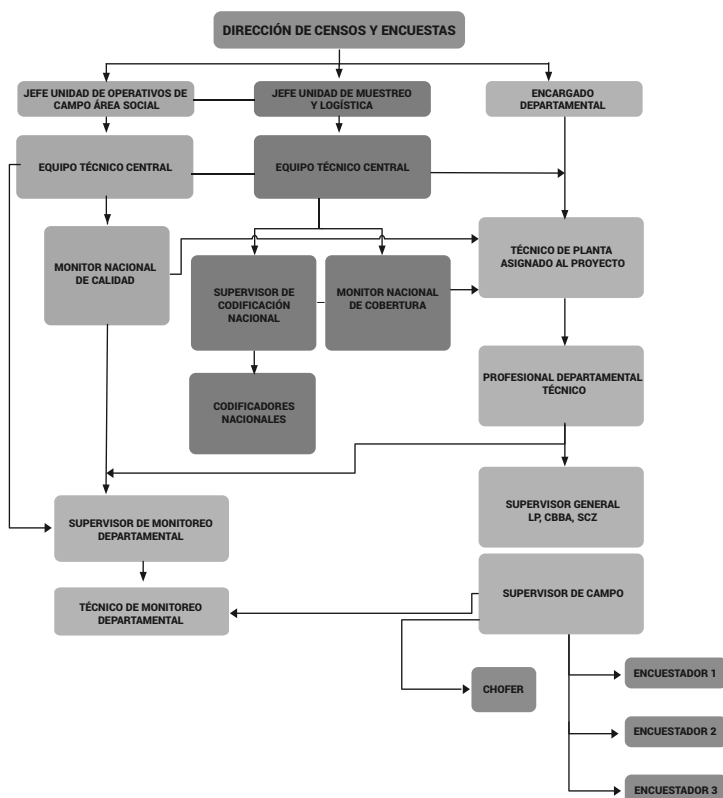 DIRECCIÓN DE CENSOS Y ENCUESTAS
JEFE UNIDAD DE OPERATIVOS DE
CAMPO ÁREA SOCIAL
JEFE UNIDAD DE MUESTREO
Y LOGÍSTICA
ENCARGADO
DEPARTAMENTAL
EQUIPO TÉCNICO CENTRAL
EQUIPO TÉCNICO CENTRAL
MONITOR NACIONAL
DE CALIDAD
SUPERVISOR DE
CODIFICACIÓN
NACIONAL
MONITOR NACIONAL
DE COBERTURA
TÉCNICO DE PLANTA
ASIGNADO AL PROYECTO
CODIFICADORES
NACIONALES
PROFESIONAL DEPARTAMENTAL
TÉCNICO
SUPERVISOR DE MONITOREO
DEPARTAMENTAL
SUPERVISOR GENERAL
LP, CBBA, SCZ
TÉCNICO DE MONITOREO
DEPARTAMENTAL
SUPERVISOR DE CAMPO
CHOFER
ENCUESTADOR 1
ENCUESTADOR 2
ENCUESTADOR 3